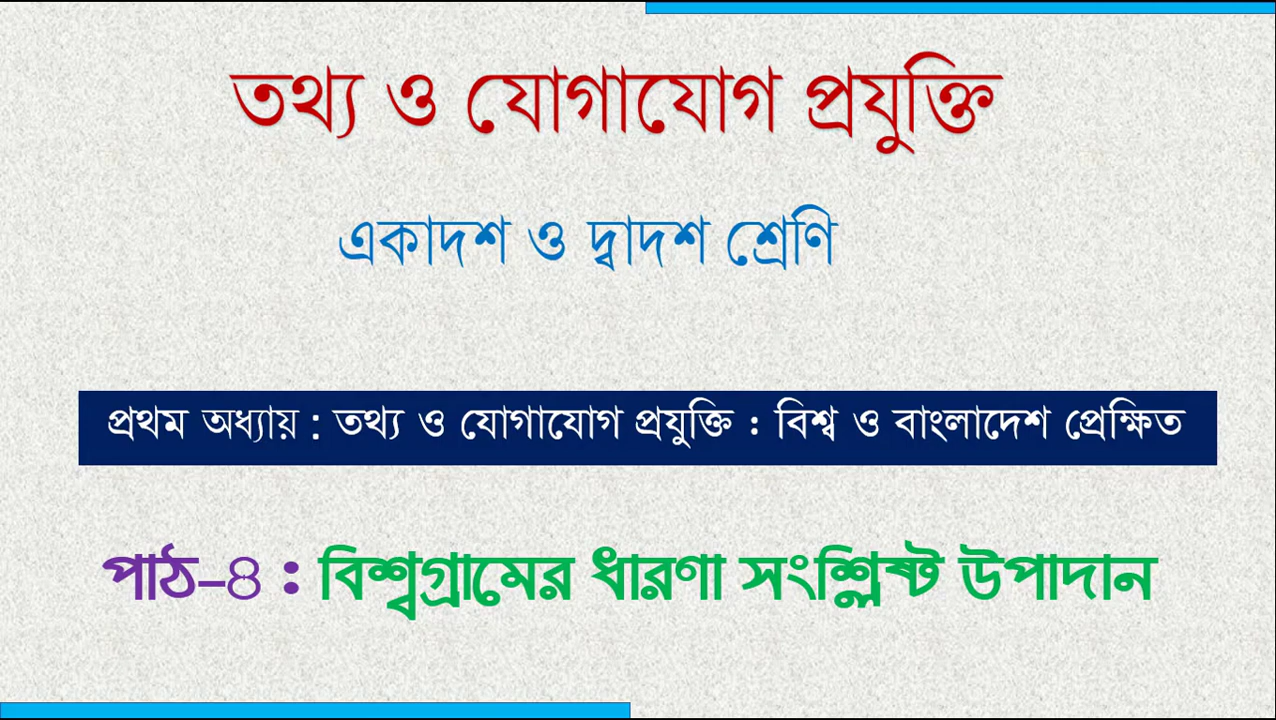 তথ্য ও যোগাযোগ প্রযুক্তি
একাদশ ও দ্বাদশ শ্রেণি
প্রথম অধ্যায় : তথ্য ও যোগাযোগ প্রযুক্তি : বিশ্ব ও বাংলাদেশ প্রেক্ষিত
পাঠ–৪ : বিশ্বগ্রামের ধারণা সংশ্লিষ্ট উপাদান